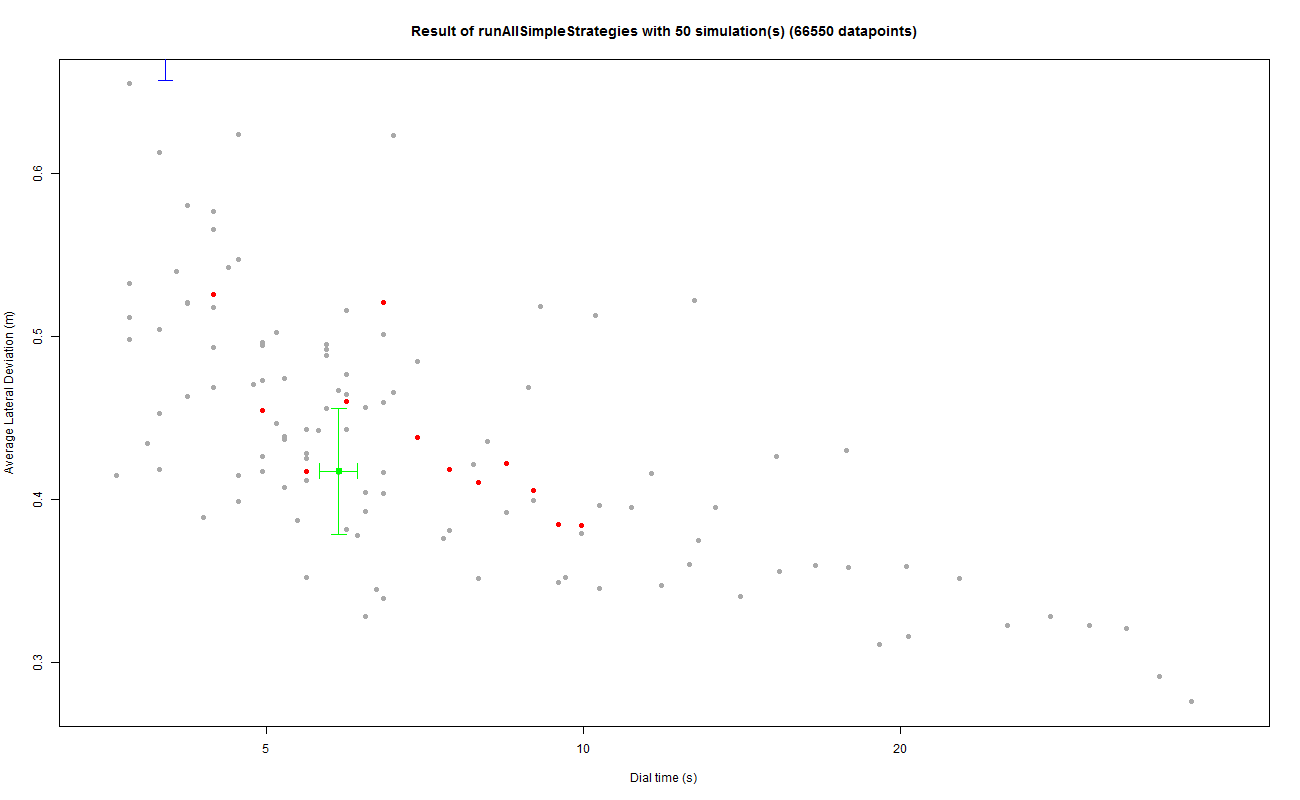 Result of runAllSimpleStrategies with 50 simulation(s) (66550 datapoints)
Average Lateral Deviation (m)
0.6
0.5
0.4
0.3
5 10 20
Dial time (s)